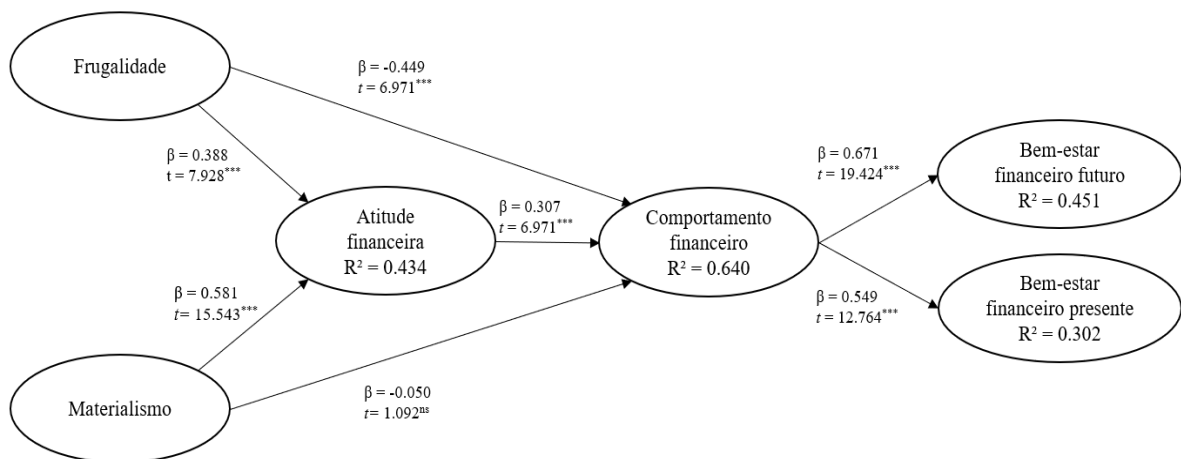 Frugalidade
β = -0.449
t = 6.971***
β = 0.388
t = 7.928***
Atitude
financeira
R² = 0.434
β = 0.307
t = 6.971***
Comportamento
financeiro
R² = 0.640
β = 0.671
t = 19.424***
Bem-estar
financeiro futuro
R² = 0.451
β = 0.581
t= 15.543***
β = 0.549
t = 12.764***
Bem-estar
financeiro presente
R² = 0.302
Materialismo
β = -0.050
t= 1.092ns